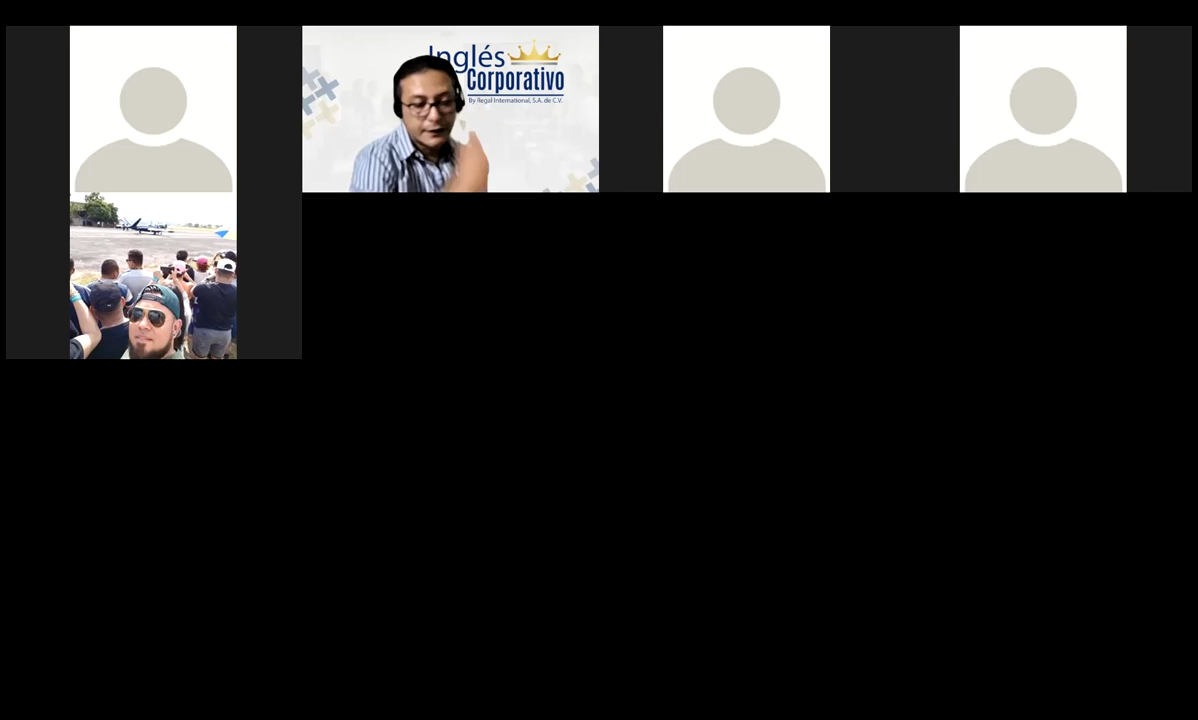 Inglés
Corporativo
By Regal International, S.A. de C.V.